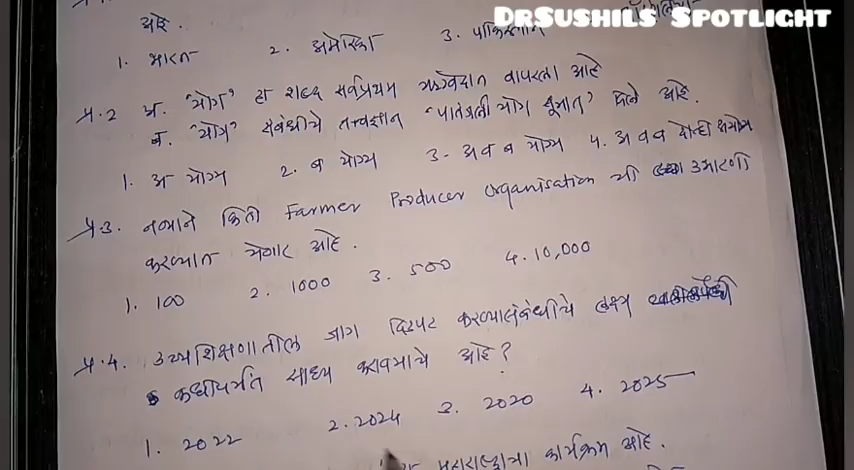 DrSushils Spotlight
आहे.
1. भारत 2. अमेरिका 3. पाकिस्तान
प्र.2 अ. "योग" हा शब्द सर्वप्रथम ऋग्वेदात वापरला आहे
ब. "योग" संबंधीचे तत्वज्ञान "पातंजली योग सूत्रात" दिले आहे.
1. अ योग्य 2. ब योग्य 3. अ व ब योग्य 4. अ व ब दोन्ही अयोग्य
प्र.3. नव्याने किती Farmer Producer Organisation ची उभारणी
करण्यात येणार आहे.
1. 100 2. 1000 3. 500 4. 10,000
प्र.4. उच्चशिक्षणातील जागा दुप्पट करण्यासंबंधीचे लक्ष्य
कधीपर्यंत साध्य करावयाचे आहे?
1. 2022 2. 2024 3. 2020 4. 2025
महाराष्ट्राचा कार्यक्रम आहे.